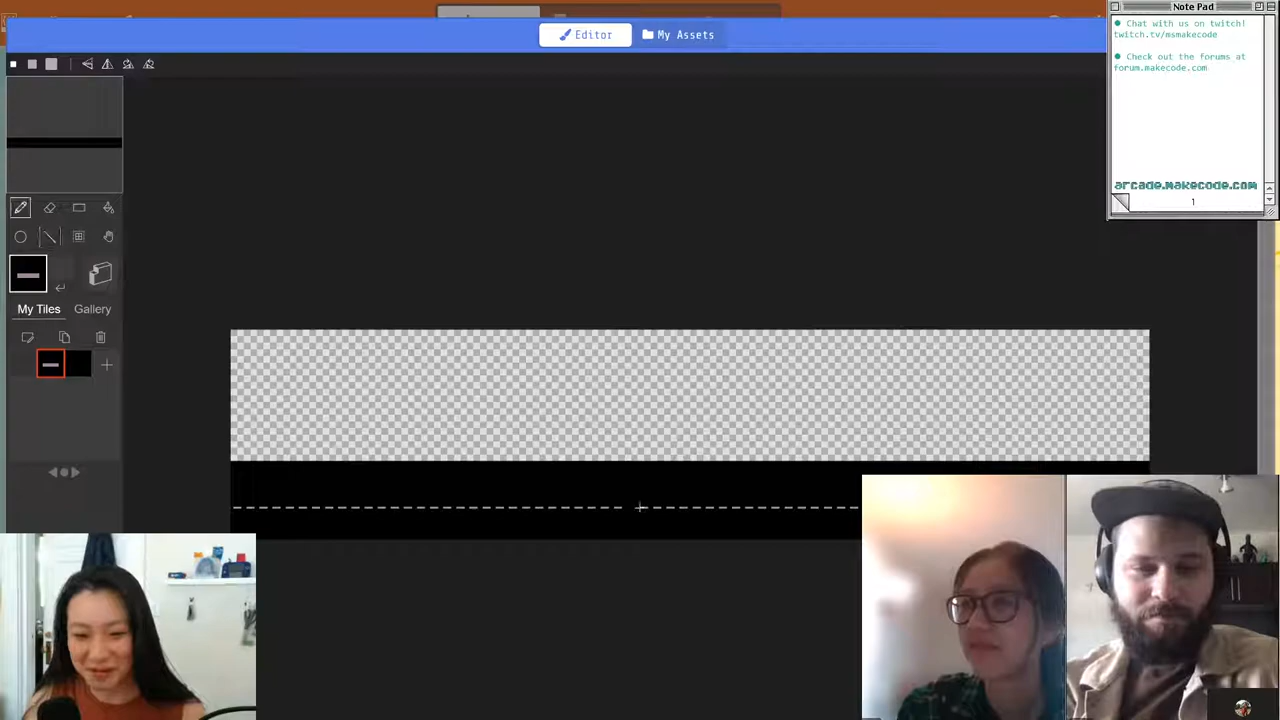 Editor
My Assets
Note Pad
Chat with us on twitch!
twitch.tv/msmakecode
Check out the forums at
forum.makecode.com
arcade.makecode.com
1
My Tiles
Gallery